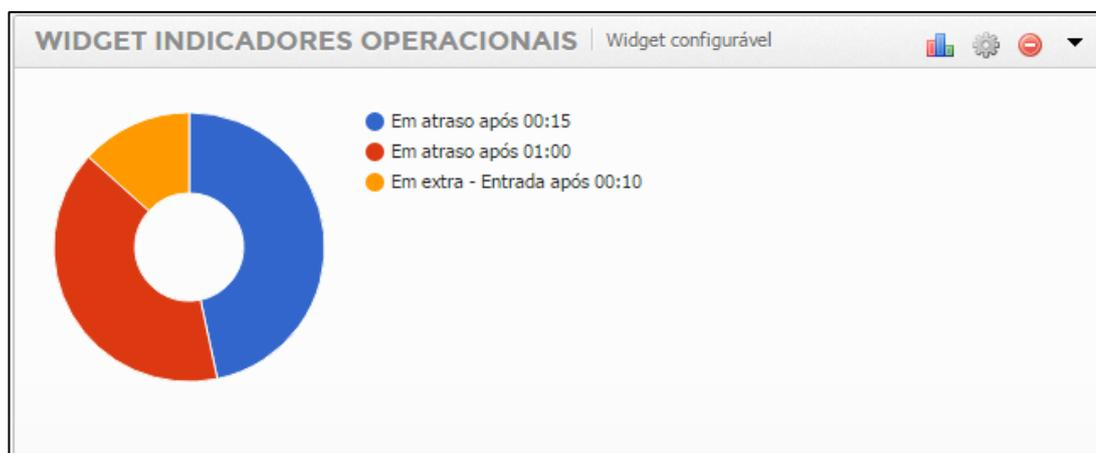 WIDGET INDICADORES OPERACIONAIS Widget configurável
Em atraso após 00:15
Em atraso após 01:00
Em extra - Entrada após 00:10